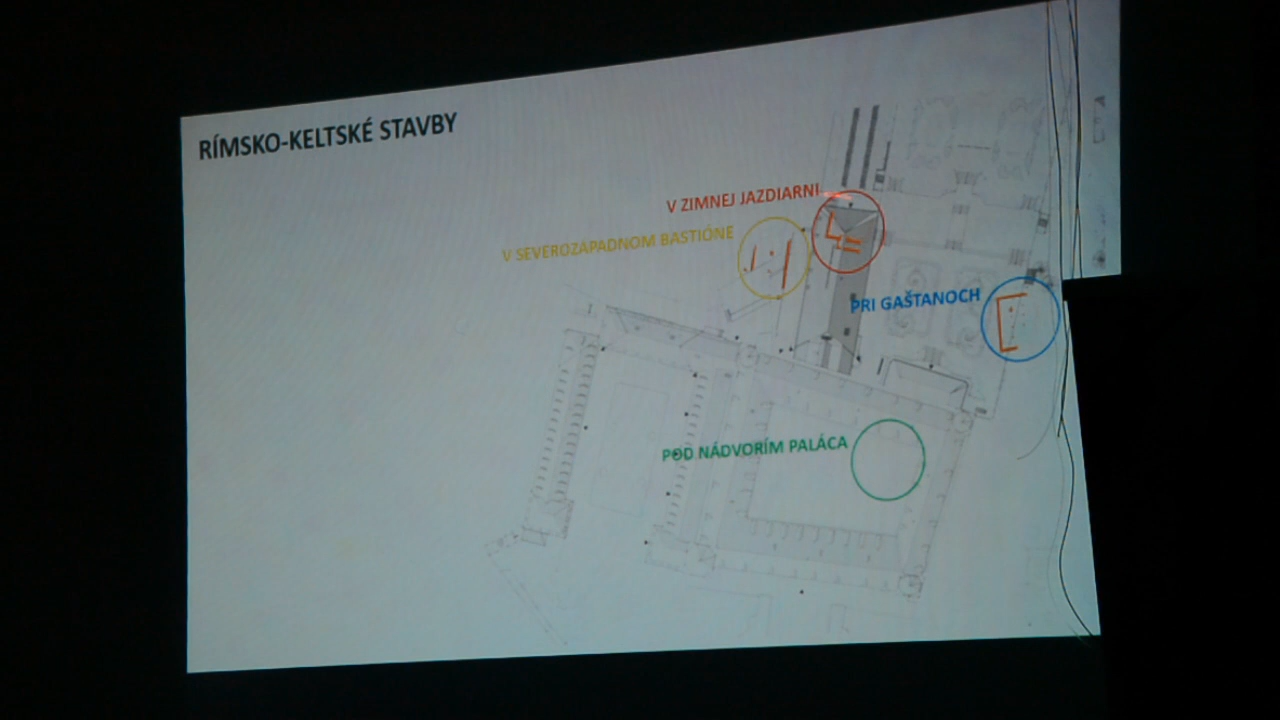 RÍMSKO-KELTSKÉ STAVBY
V ZIMNEJ JAZDIARNI
V SEVEROZÁPADNOM BASTIÓNE
PRI GAŠTANOCH
POD NÁDVORÍM PALÁCA